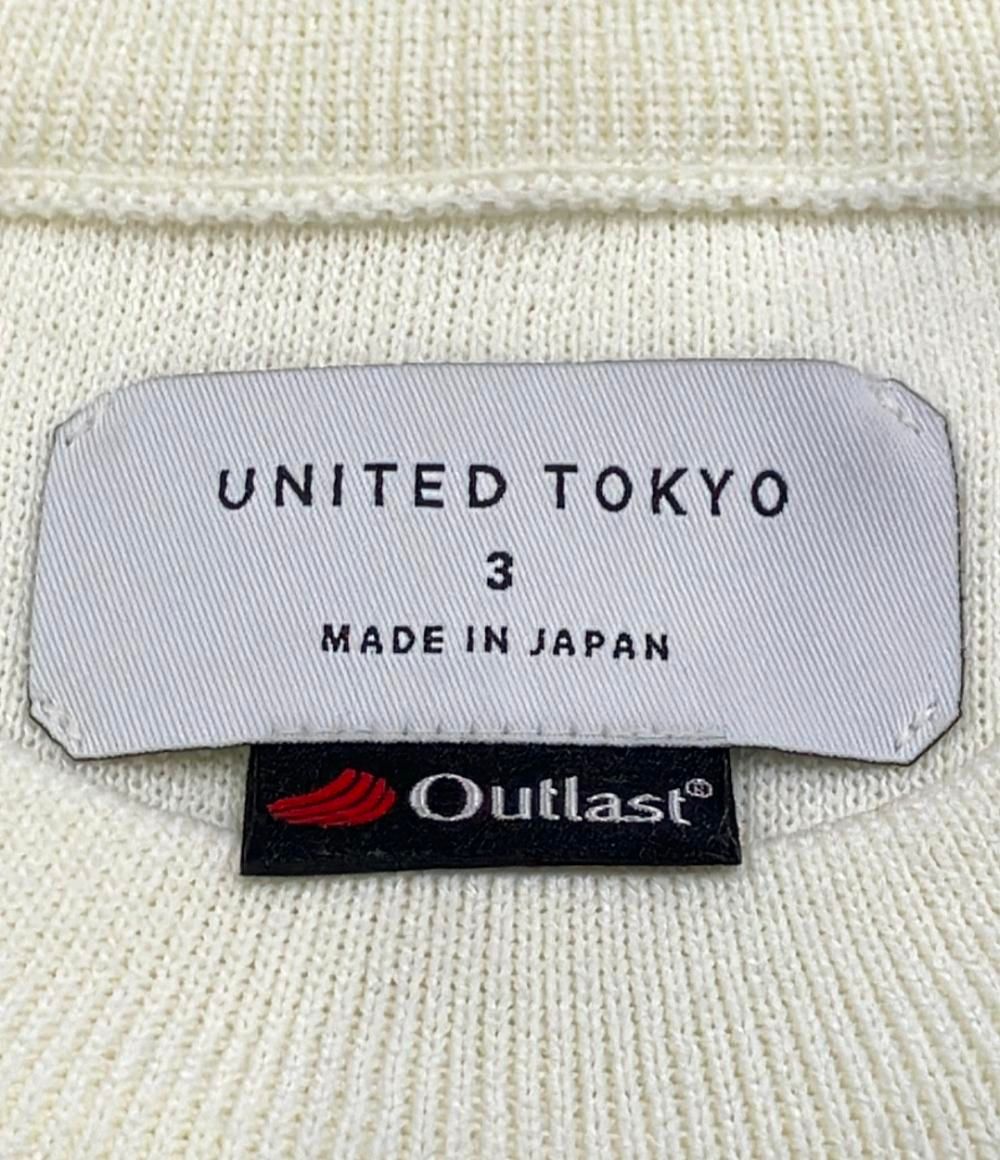 UNITED TOKYO
3
MADE IN JAPAN
Outlast®